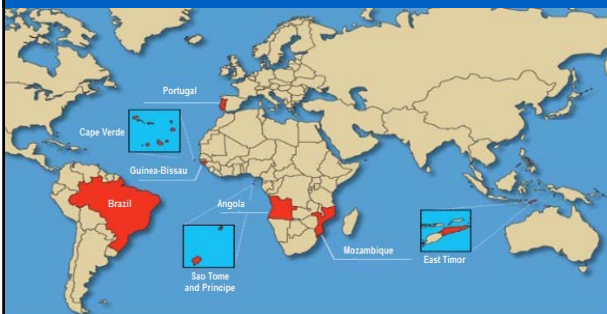 Portugal
Cape Verde
Guinea-Bissau
Brazil
Angola
Mozambique
Sao Tome
and Principe
East Timor